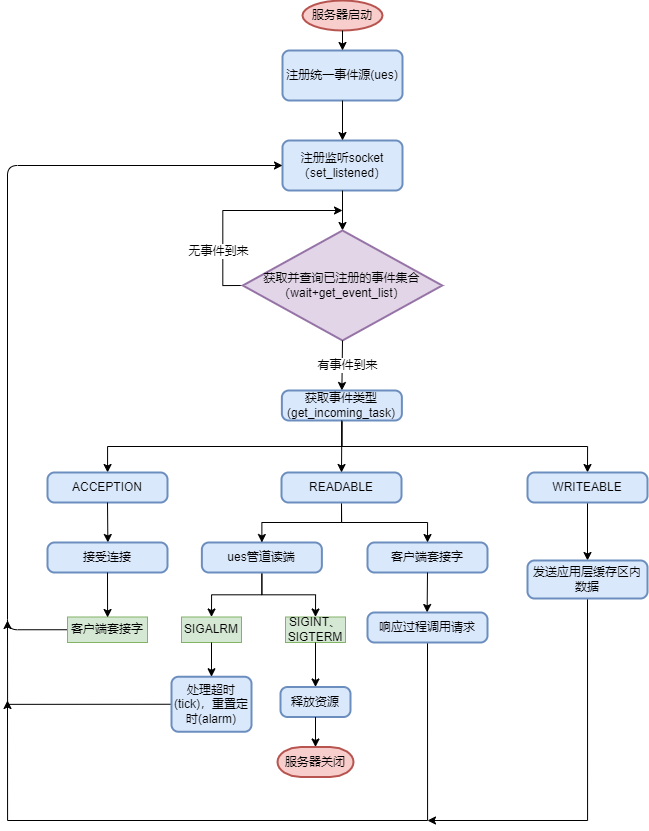 服务器启动
注册统一事件源(ues)
注册监听socket
（set_listened）
无事件到来
获取并查询已注册的事件集合
（wait+get_event_list）
有事件到来
获取事件类型
(get_incoming_task)
ACCEPTION
READABLE
WRITEABLE
接受连接
ues管道读端
客户端套接字
发送应用层缓存区内
数据
客户端套接字
SIGALRM
SIGINT、
SIGTERM
响应过程调用请求
处理超时
(tick)，重置定
时(alarm)
释放资源
服务器关闭